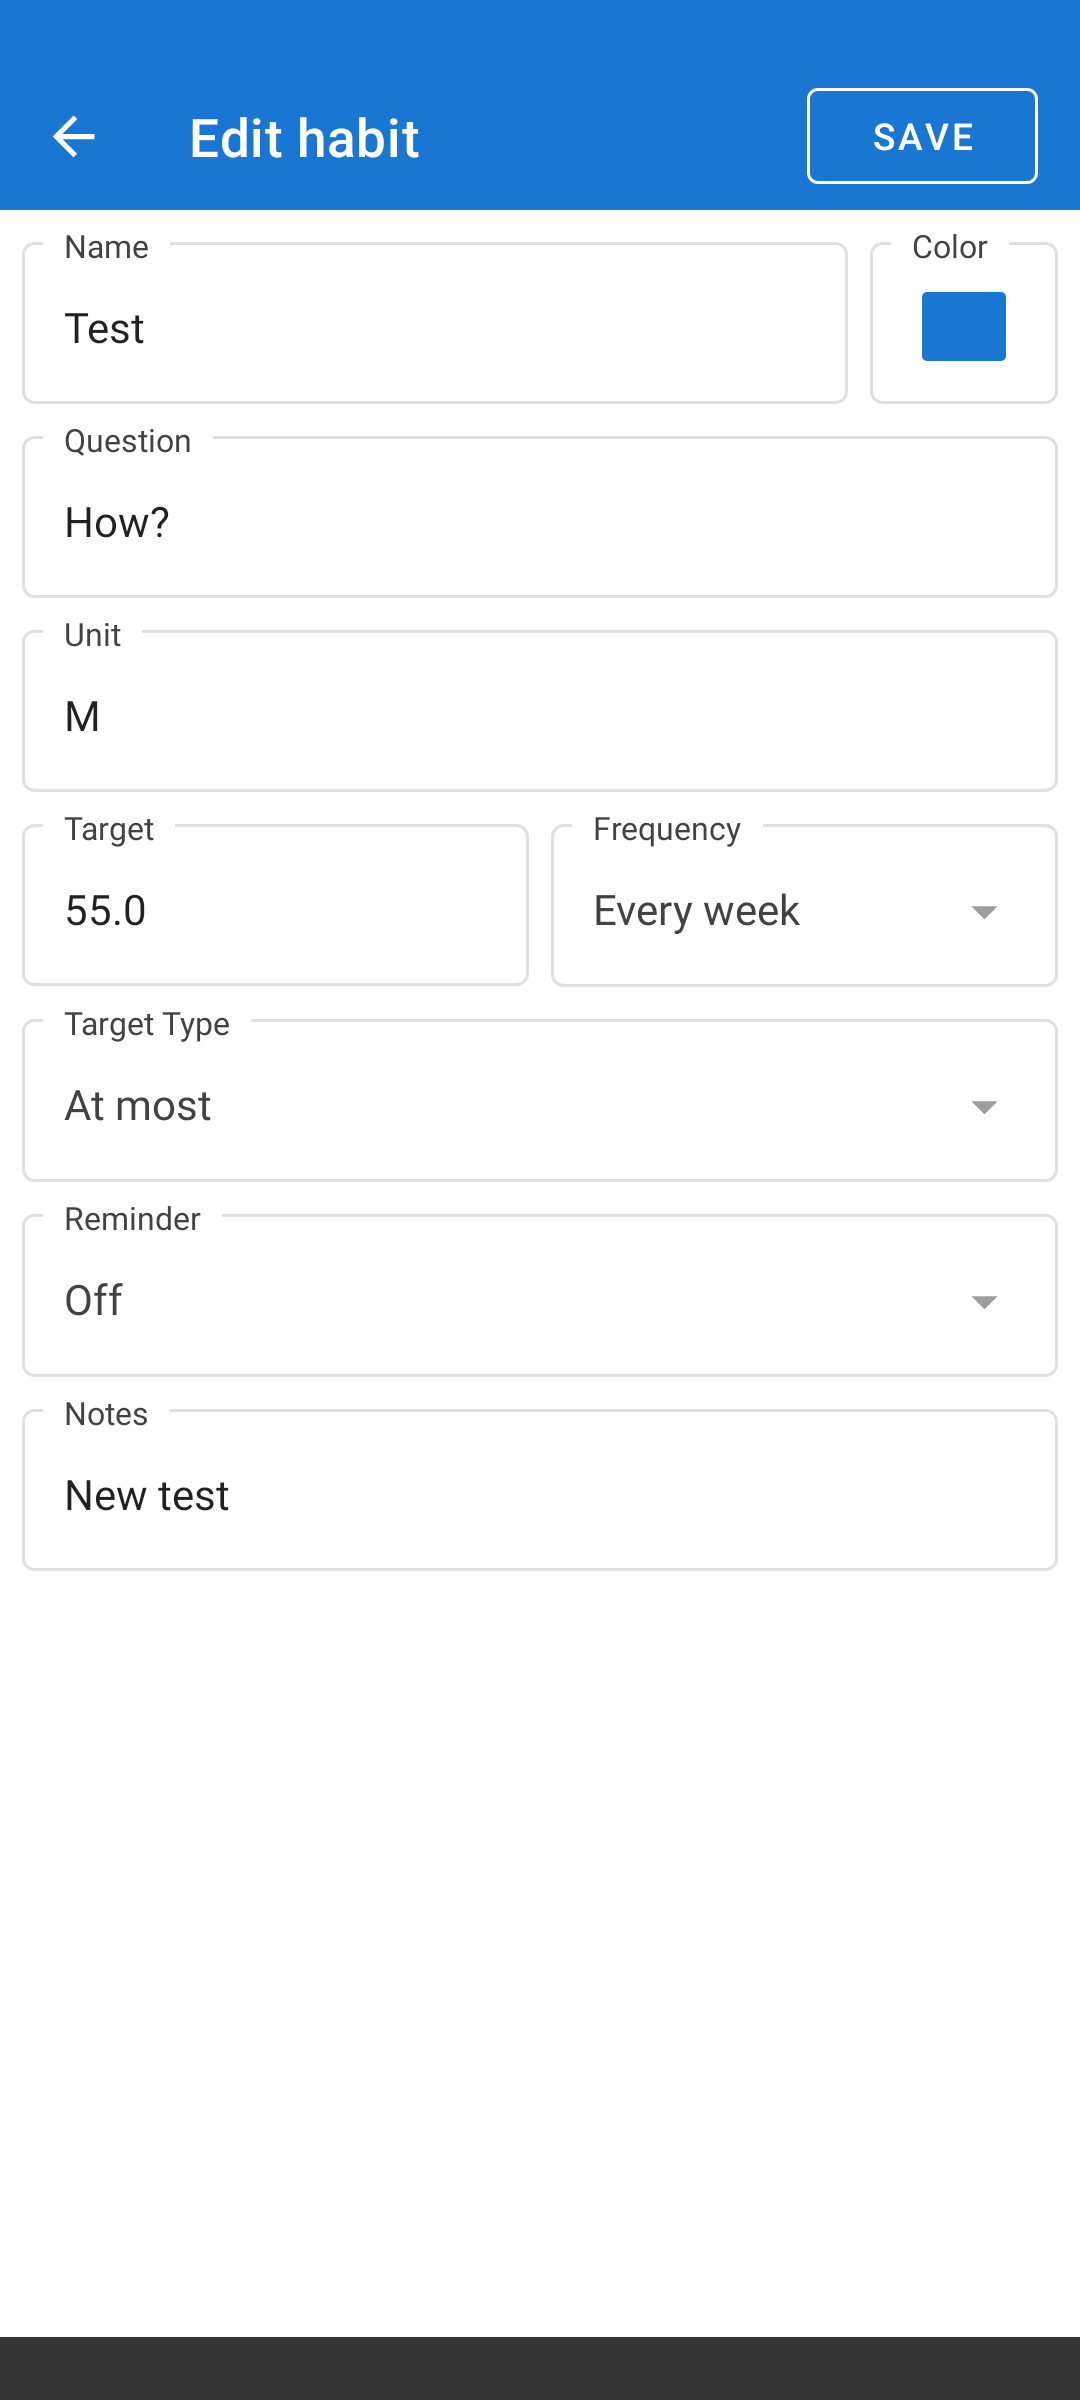 Edit habit
SAVE
Name
Color
Test
Question
How?
Unit
M
Target
Frequency
55.0
Every week
Target Type
At most
Reminder
Off
Notes
New test